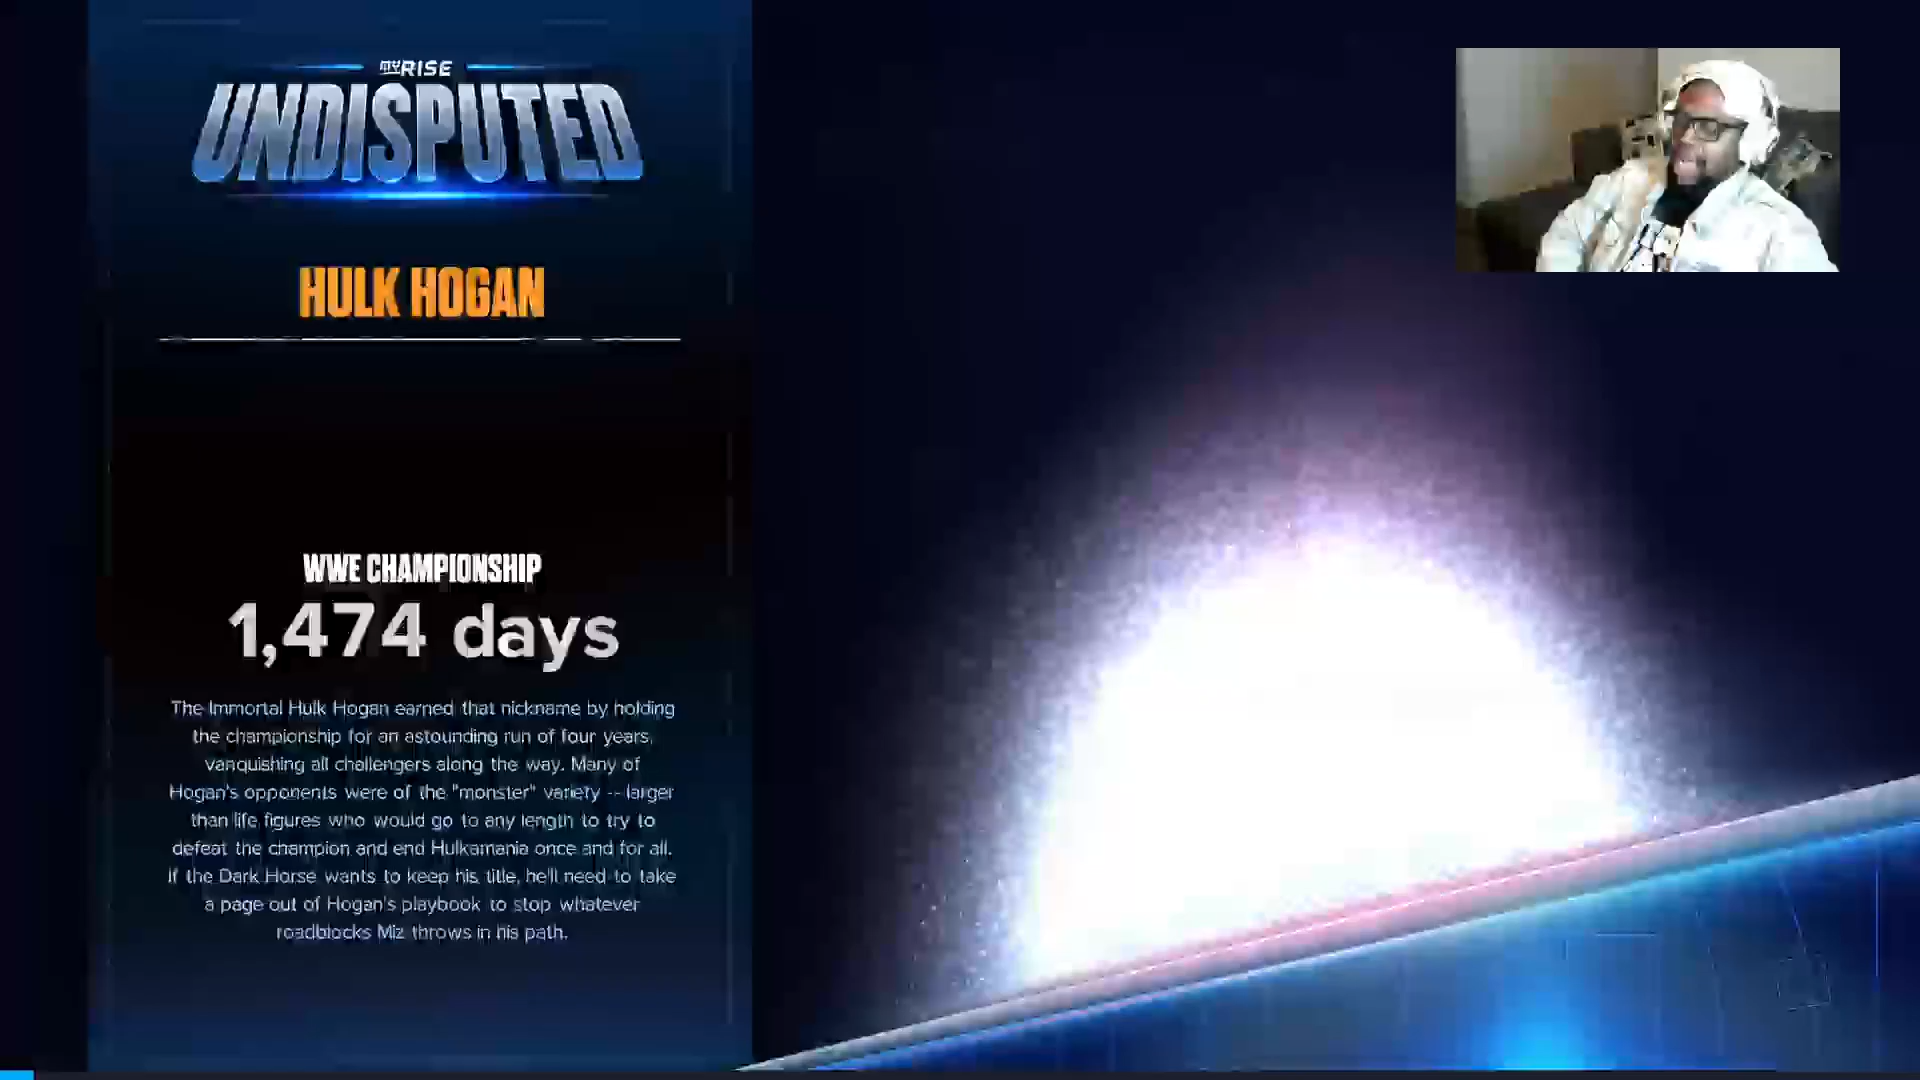 MYRISE
UNDISPUTED
HULK HOGAN
WWE CHAMPIONSHIP
1,474 days
The Immortal Hulk Hogan earned that nickname by holding
the championship for an astounding run of four years,
vanquishing all challengers along the way. Many of
Hogan's opponents were of the "monster" variety -- larger
than life figures who would go to any length to try to
defeat the champion and end Hulkamania once and for all.
If the Dark Horse wants to keep his title, he'll need to take
a page out of Hogan's playbook to stop whatever
roadblocks Miz throws in his path.